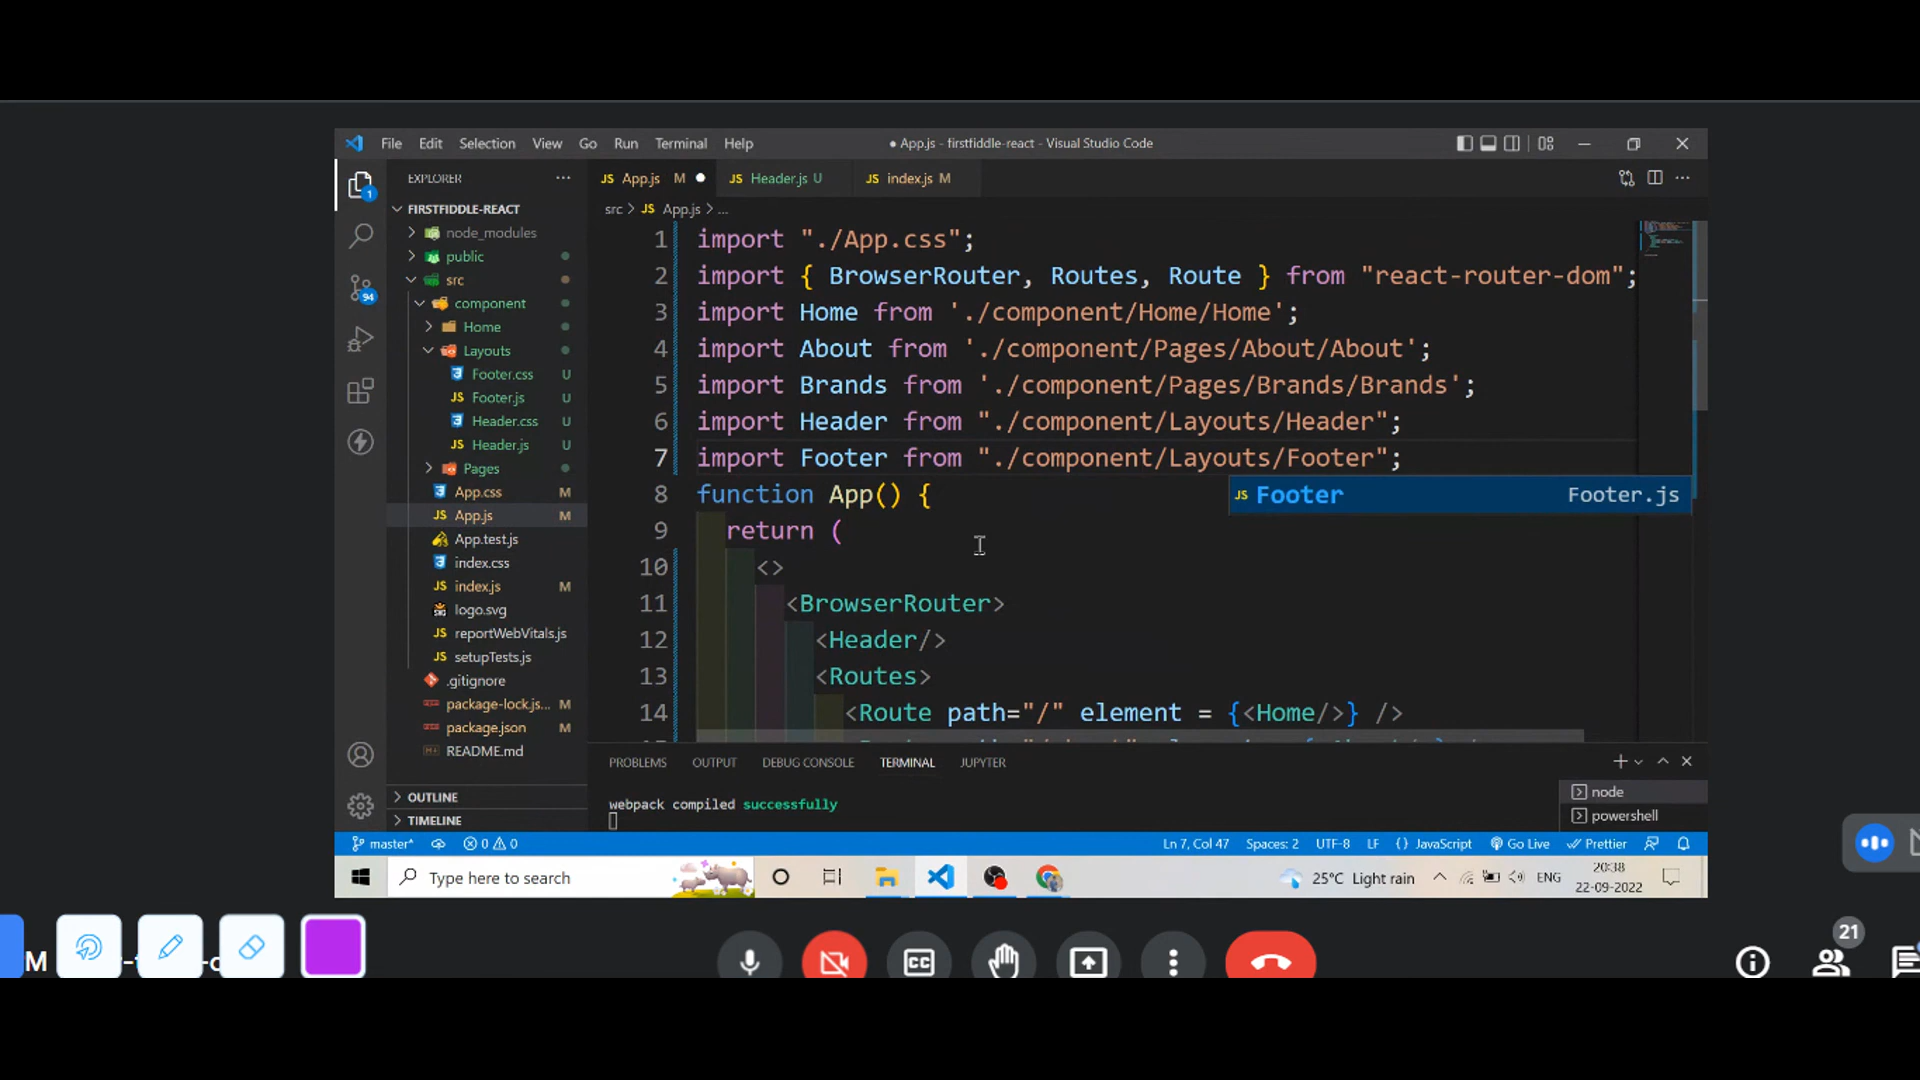 File Edit Selection View Go Run Terminal Help
● App.js - firstfiddle-react - Visual Studio Code
EXPLORER
JS App.js M
JS Header.js U
JS index.js M
1
FIRSTFIDDLE-REACT
src > JS App.js > ...
node_modules
public
src
94
component
Home
Layouts
Footer.css U
JS Footer.js U
Header.css U
JS Header.js U
Pages
App.css M
JS App.js M
App.test.js
index.css
JS index.js M
logo.svg
JS reportWebVitals.js
JS setupTests.js
.gitignore
package-lock.js... M
package.json M
README.md
OUTLINE
TIMELINE
1 import "./App.css";
2 import { BrowserRouter, Routes, Route } from "react-router-dom";
3 import Home from './component/Home/Home';
4 import About from './component/Pages/About/About';
5 import Brands from './component/Pages/Brands/Brands';
6 import Header from "./component/Layouts/Header";
7 import Footer from "./component/Layouts/Footer";
8 function App() {
JS Footer Footer.js
9 return (
10 <>
11 <BrowserRouter>
12 <Header/>
13 <Routes>
14 <Route path="/" element = {<Home/>} />
PROBLEMS OUTPUT DEBUG CONSOLE TERMINAL JUPYTER
webpack compiled successfully
node
powershell
master* 0 0
Ln 7, Col 47 Spaces: 2 UTF-8 LF {} JavaScript Go Live Prettier
Type here to search
25°C Light rain
ENG
20:38
22-09-2022
M
CC
21